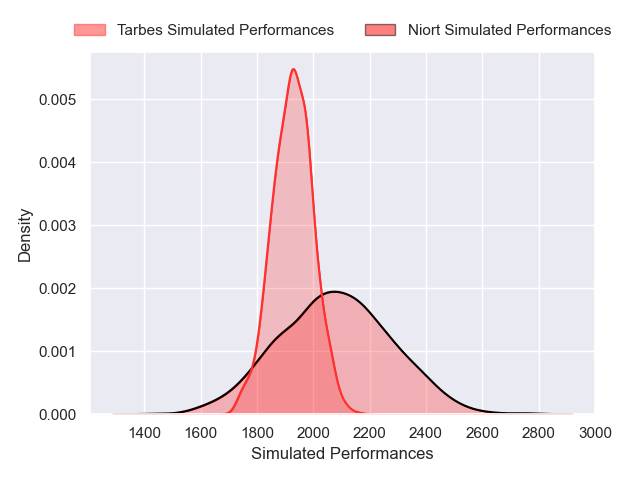 Tarbes Simulated Performances
Niort Simulated Performances
0.005
0.004
0.003
0.002
0.001
0.000
Density
1400 1600 1800 2000 2200 2400 2600 2800 3000
Simulated Performances